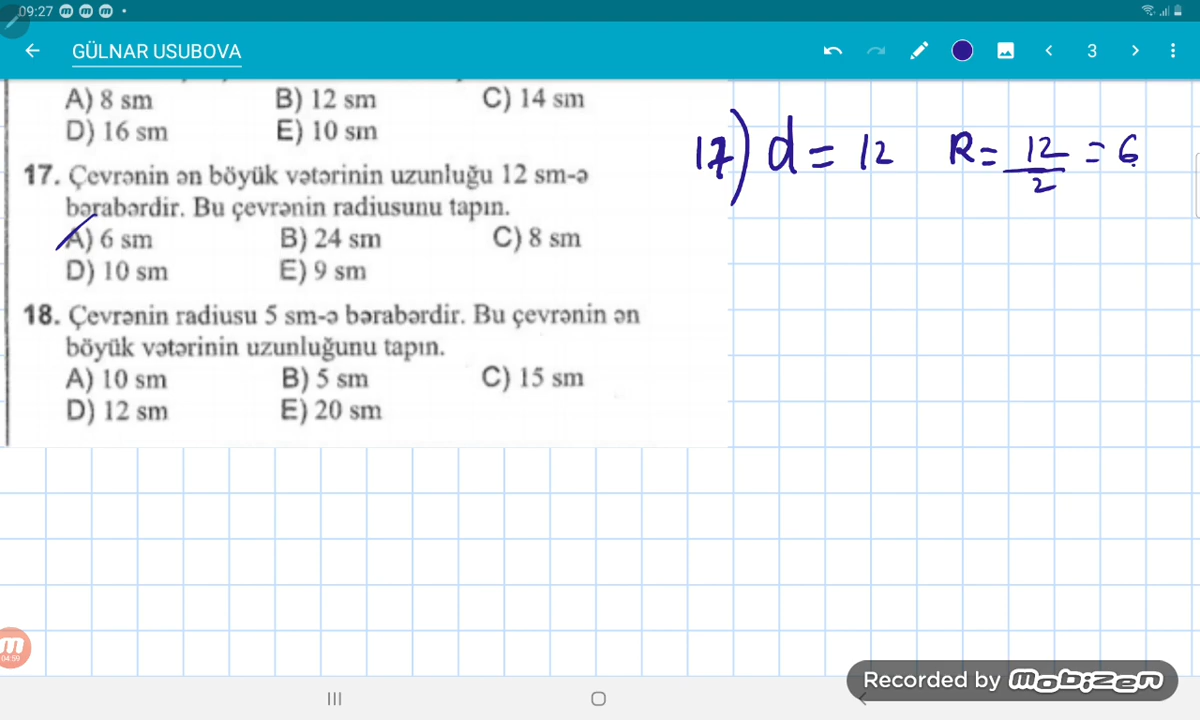 09:27
GÜLNAR USUBOVA
3
A) 8 sm B) 12 sm C) 14 sm
D) 16 sm E) 10 sm
17. Çevrənin ən böyük vətərinin uzunluğu 12 sm-ə
bərabərdir. Bu çevrənin radiusunu tapın.
A) 6 sm B) 24 sm C) 8 sm
D) 10 sm E) 9 sm
18. Çevrənin radiusu 5 sm-ə bərabərdir. Bu çevrənin ən
böyük vətərinin uzunluğunu tapın.
A) 10 sm B) 5 sm C) 15 sm
D) 12 sm E) 20 sm
17) d = 12 R = 12/2 = 6
m
04:59
Recorded by mobizen